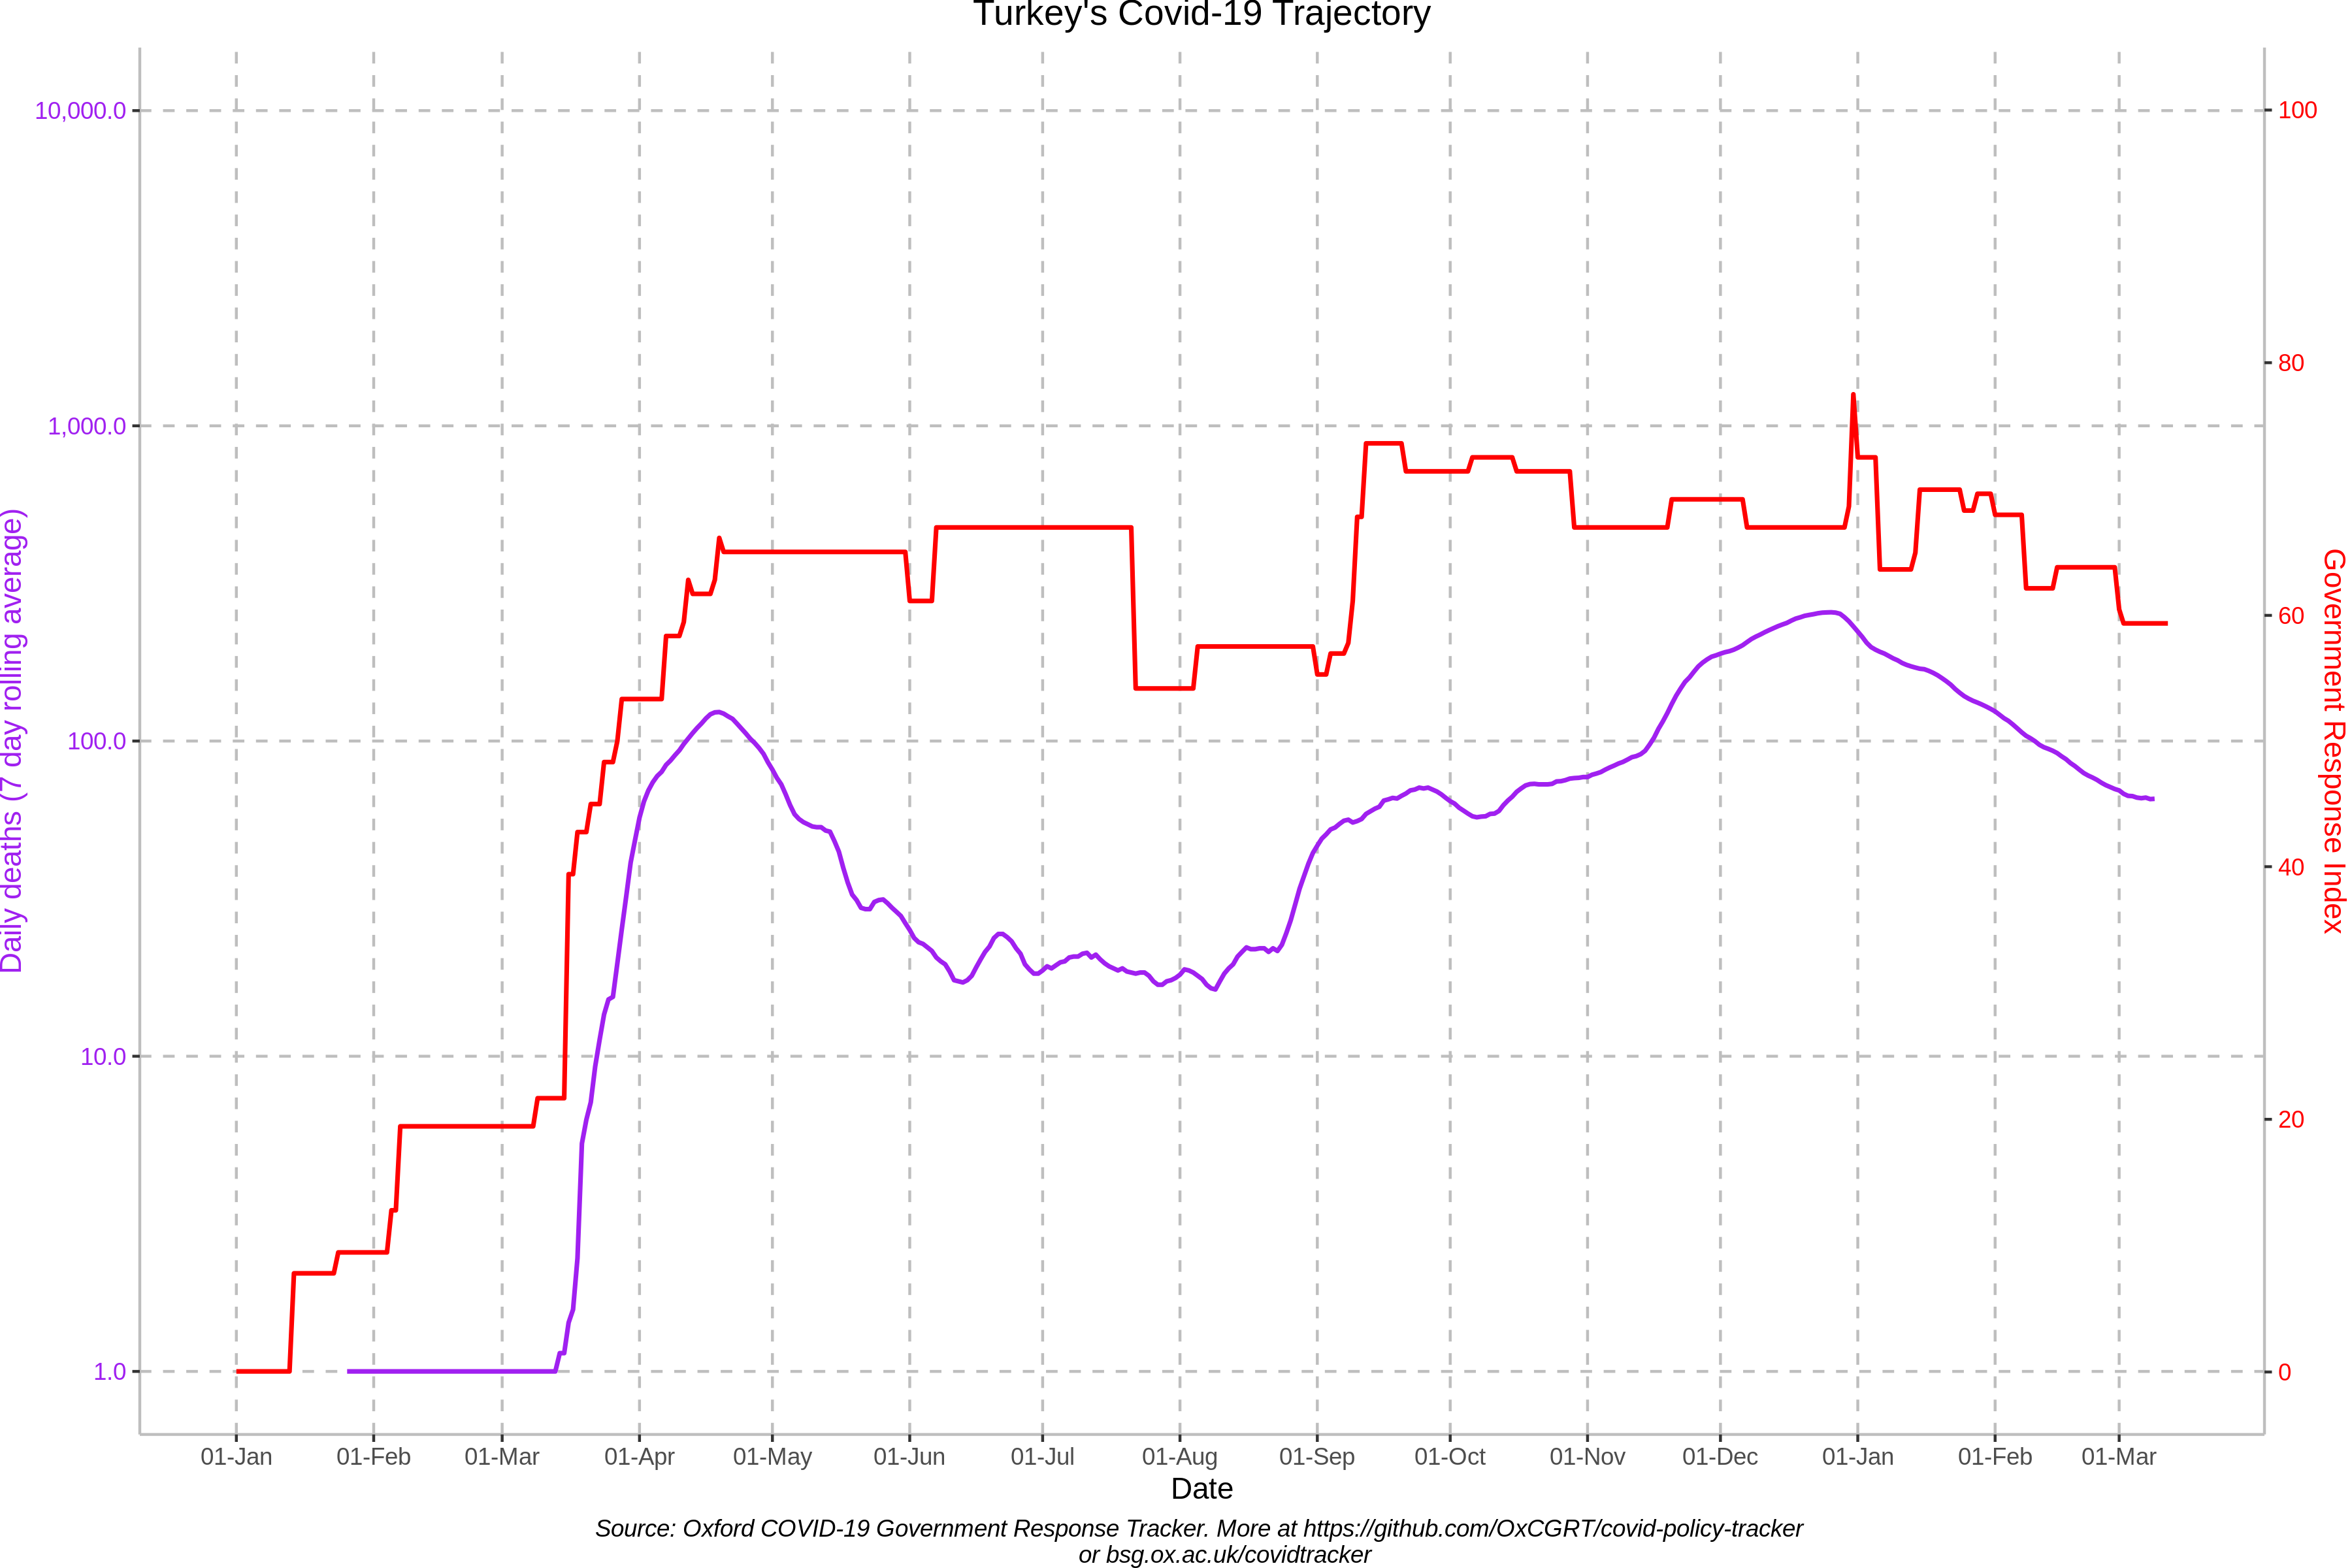 Turkey's Covid-19 Trajectory
10,000.0
1,000.0
100.0
10.0
1.0
Daily deaths (7 day rolling average)
100
80
60
40
20
0
Government Response Index
01-Jan 01-Feb 01-Mar 01-Apr 01-May 01-Jun 01-Jul 01-Aug 01-Sep 01-Oct 01-Nov 01-Dec 01-Jan 01-Feb 01-Mar
Date
Source: Oxford COVID-19 Government Response Tracker. More at https://github.com/OxCGRT/covid-policy-tracker
or bsg.ox.ac.uk/covidtracker